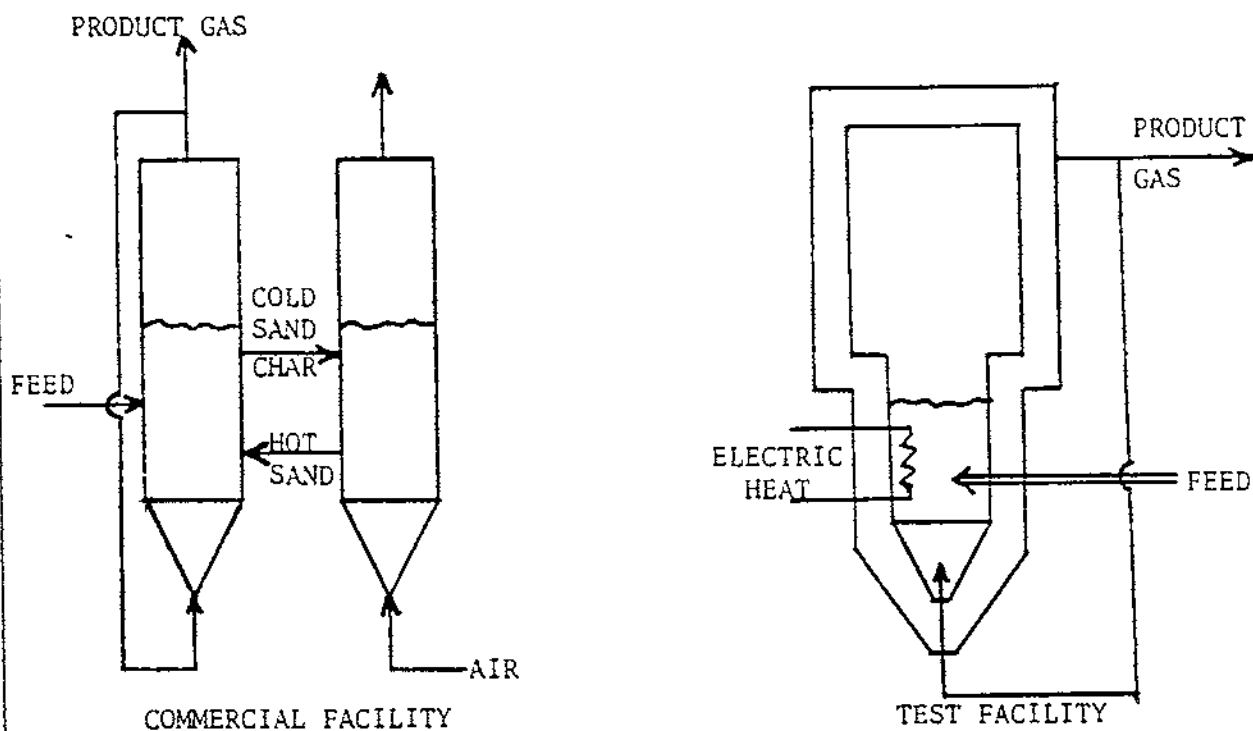 PRODUCT GAS
COLD
SAND
CHAR
FEED
HOT
SAND
AIR
COMMERCIAL FACILITY
PRODUCT
GAS
ELECTRIC
HEAT
FEED
TEST FACILITY